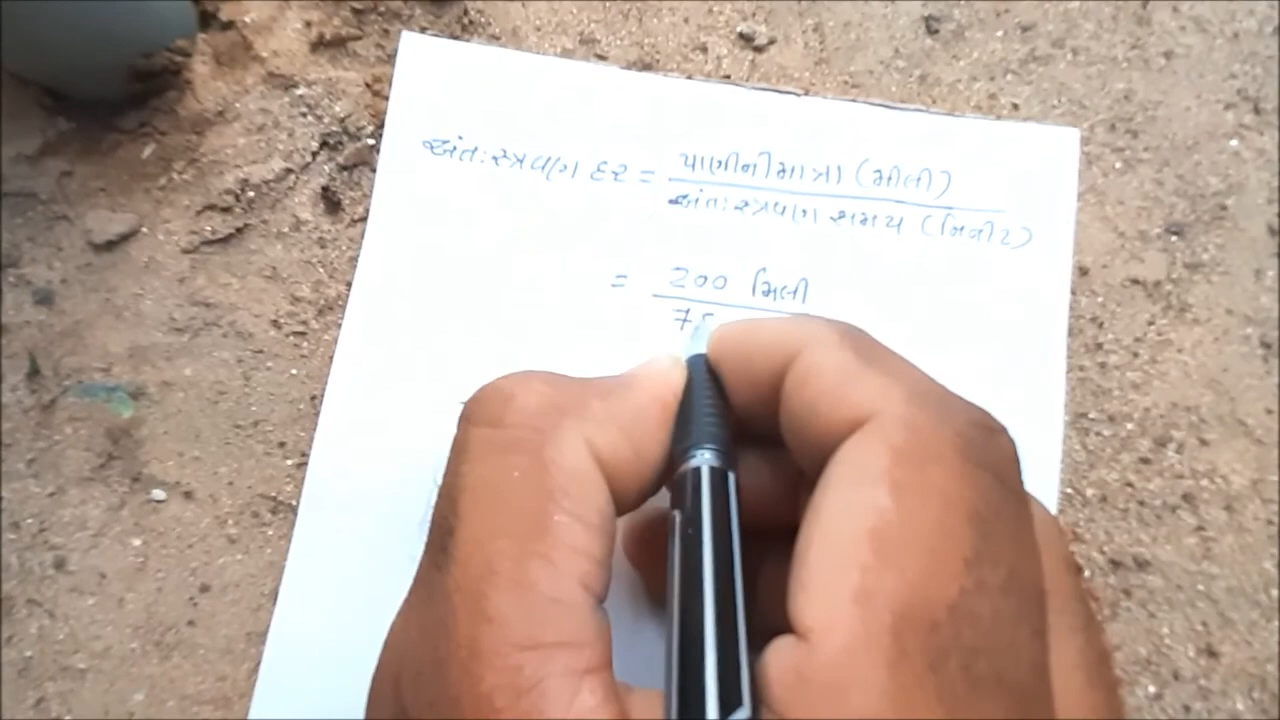 અંતઃસ્ત્રવણ દર = પાણીની માત્રા (મીલી)
અંતઃસ્ત્રવણ સમય (મિનીટ)
= 200 મિલી